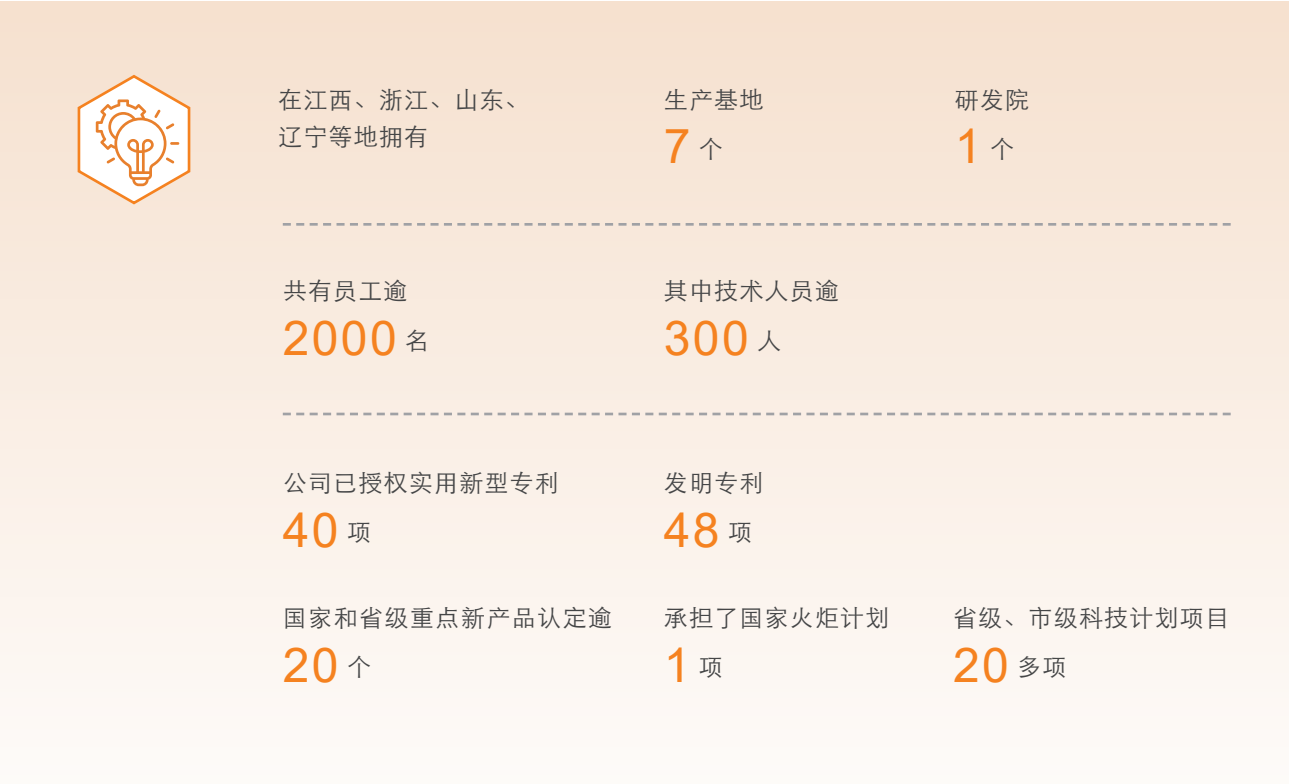 在江西、浙江、山东、
辽宁等地拥有
生产基地
7 个
研发院
1 个
共有员工逾
2000 名
其中技术人员逾
300 人
公司已授权实用新型专利
40 项
发明专利
48 项
国家和省级重点新产品认定逾
20 个
承担了国家火炬计划
1 项
省级、市级科技计划项目
20 多项